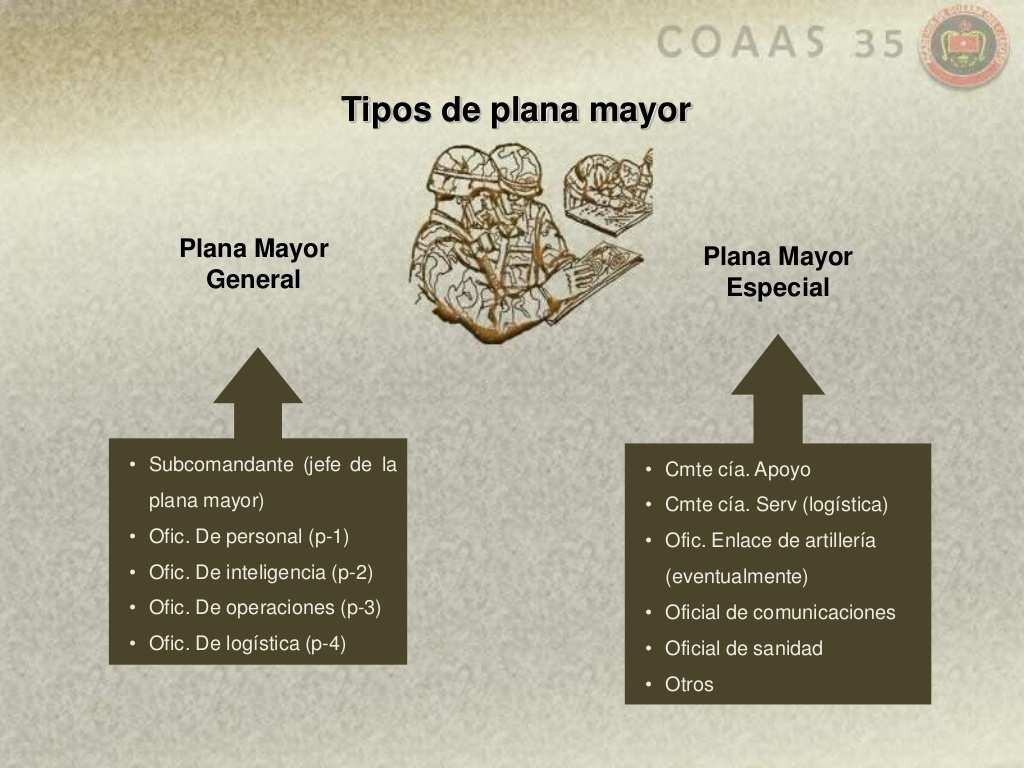 COAAS 35
Tipos de plana mayor
Plana Mayor
General
Plana Mayor
Especial
• Subcomandante (jefe de la
plana mayor)
• Ofic. De personal (p-1)
• Ofic. De inteligencia (p-2)
• Ofic. De operaciones (p-3)
• Ofic. De logística (p-4)
• Cmte cía. Apoyo
• Cmte cía. Serv (logística)
• Ofic. Enlace de artillería
(eventualmente)
• Oficial de comunicaciones
• Oficial de sanidad
• Otros